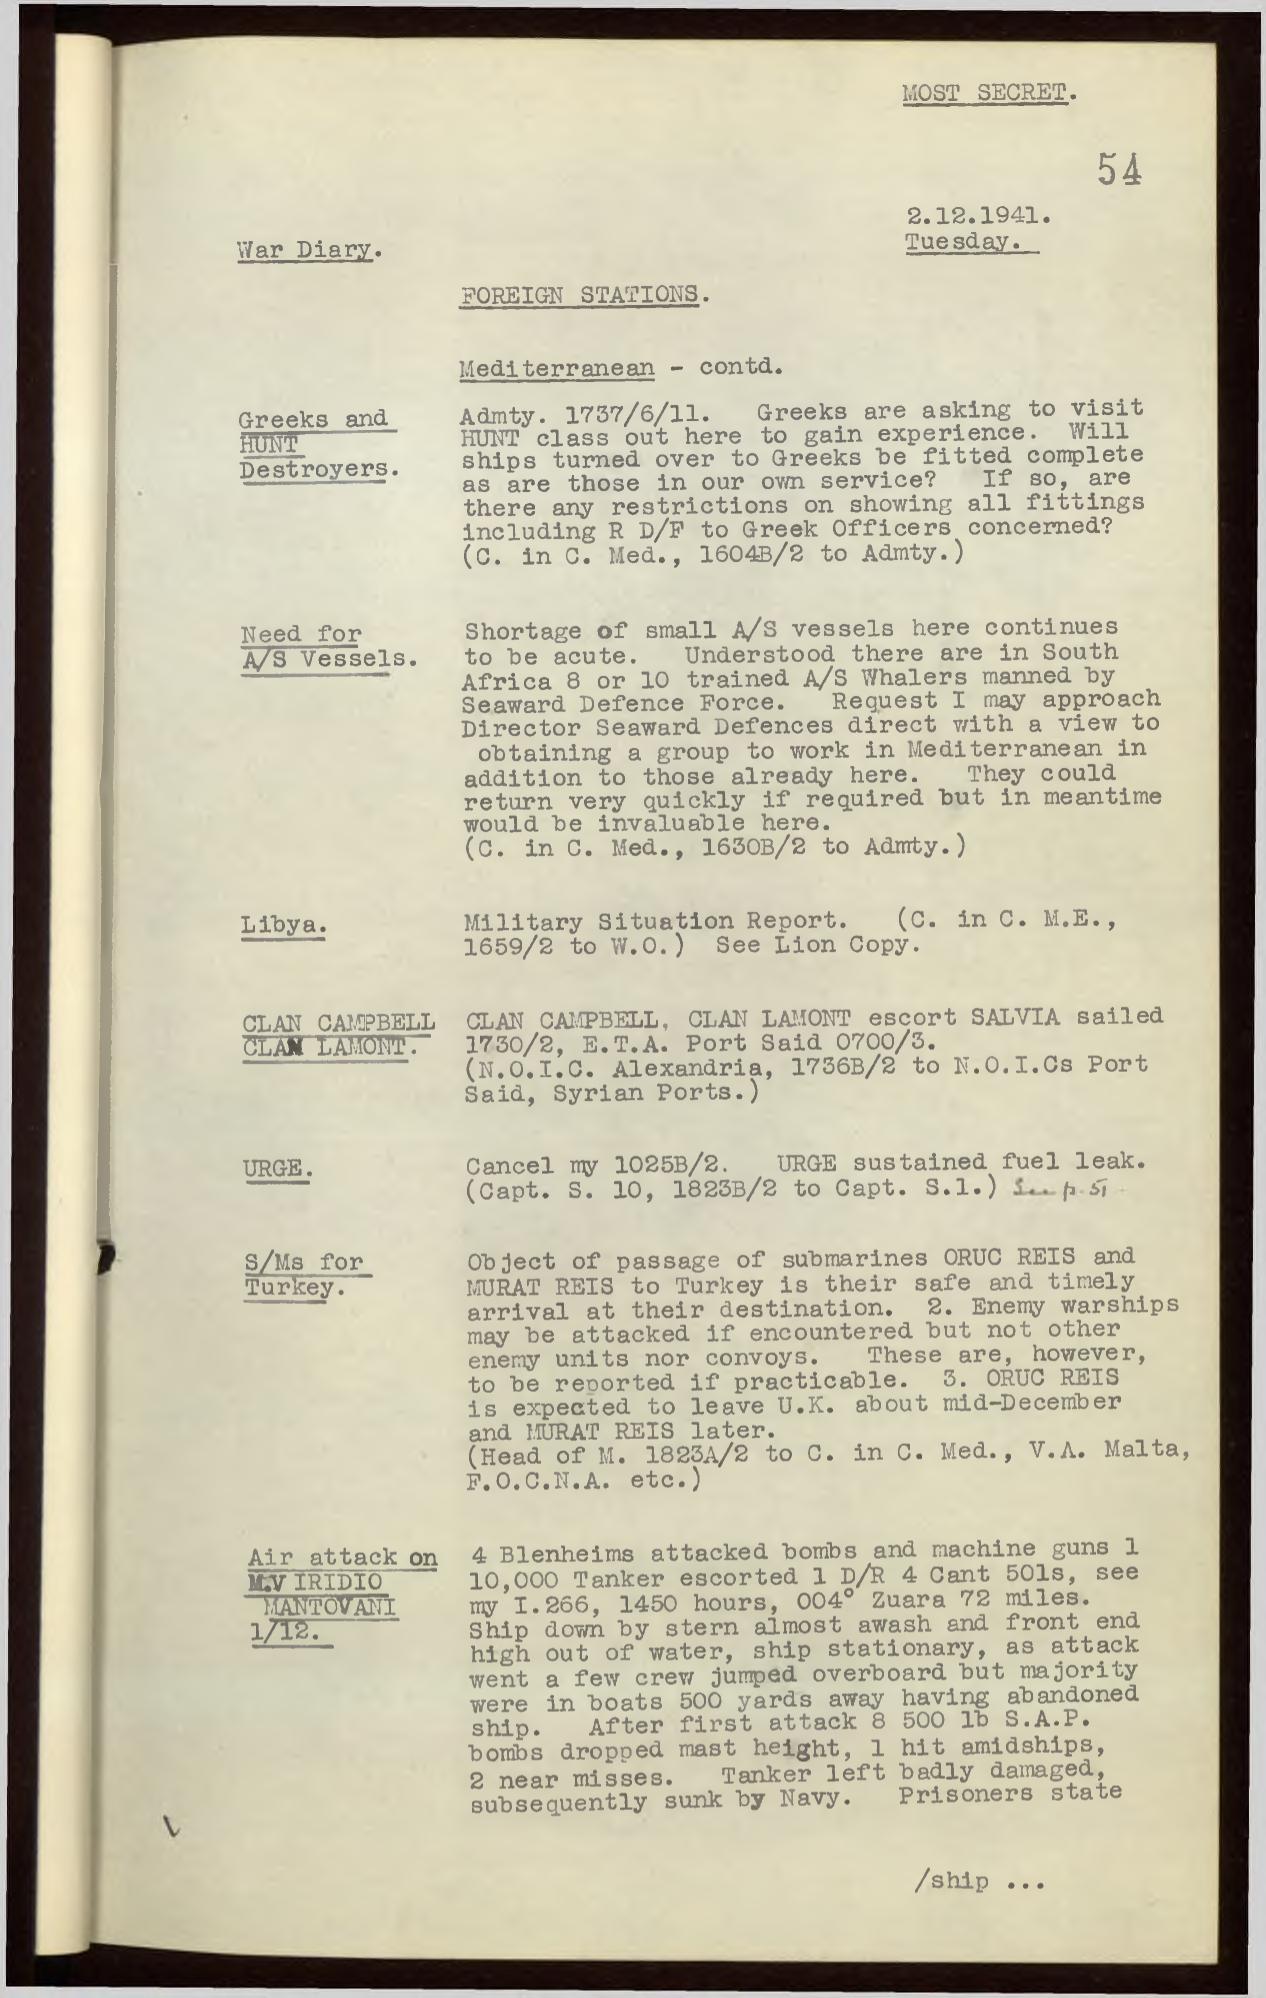 MOST SECRET.
54
2.12.1941.
Tuesday.
War Diary.
FOREIGN STATIONS.
Mediterranean - contd.
Greeks and
HUNT
Destroyers.
Admty. 1737/6/11. Greeks are asking to visit
HUNT class out here to gain experience. Will
ships turned over to Greeks be fitted complete
as are those in our own service? If so, are
there any restrictions on showing all fittings
including R D/F to Greek Officers concerned?
(C. in C. Med., 1604B/2 to Admty.)
Need for
A/S Vessels.
Shortage of small A/S vessels here continues
to be acute. Understood there are in South
Africa 8 or 10 trained A/S Whalers manned by
Seaward Defence Force. Request I may approach
Director Seaward Defences direct with a view to
obtaining a group to work in Mediterranean in
addition to those already here. They could
return very quickly if required but in meantime
would be invaluable here.
(C. in C. Med., 1630B/2 to Admty.)
Libya.
Military Situation Report. (C. in C. M.E.,
1659/2 to W.O.) See Lion Copy.
CLAN CAMPBELL
CLAN LAMONT.
CLAN CAMPBELL, CLAN LAMONT escort SALVIA sailed
1730/2, E.T.A. Port Said 0700/3.
(N.O.I.C. Alexandria, 1736B/2 to N.O.I.Cs Port
Said, Syrian Ports.)
URGE.
Cancel my 1025B/2. URGE sustained fuel leak.
(Capt. S. 10, 1823B/2 to Capt. S.1.) See p. 51
S/Ms for
Turkey.
Object of passage of submarines ORUC REIS and
MURAT REIS to Turkey is their safe and timely
arrival at their destination. 2. Enemy warships
may be attacked if encountered but not other
enemy units nor convoys. These are, however,
to be reported if practicable. 3. ORUC REIS
is expected to leave U.K. about mid-December
and MURAT REIS later.
(Head of M. 1823A/2 to C. in C. Med., V.A. Malta,
F.O.C.N.A. etc.)
Air attack on
M.V IRIDIO
MANTOVANI
1/12.
4 Blenheims attacked bombs and machine guns 1
10,000 Tanker escorted 1 D/R 4 Cant 501s, see
my I.266, 1450 hours, 004° Zuara 72 miles.
Ship down by stern almost awash and front end
high out of water, ship stationary, as attack
went a few crew jumped overboard but majority
were in boats 500 yards away having abandoned
ship. After first attack 8 500 lb S.A.P.
bombs dropped mast height, 1 hit amidships,
2 near misses. Tanker left badly damaged,
subsequently sunk by Navy. Prisoners state
/ship ...